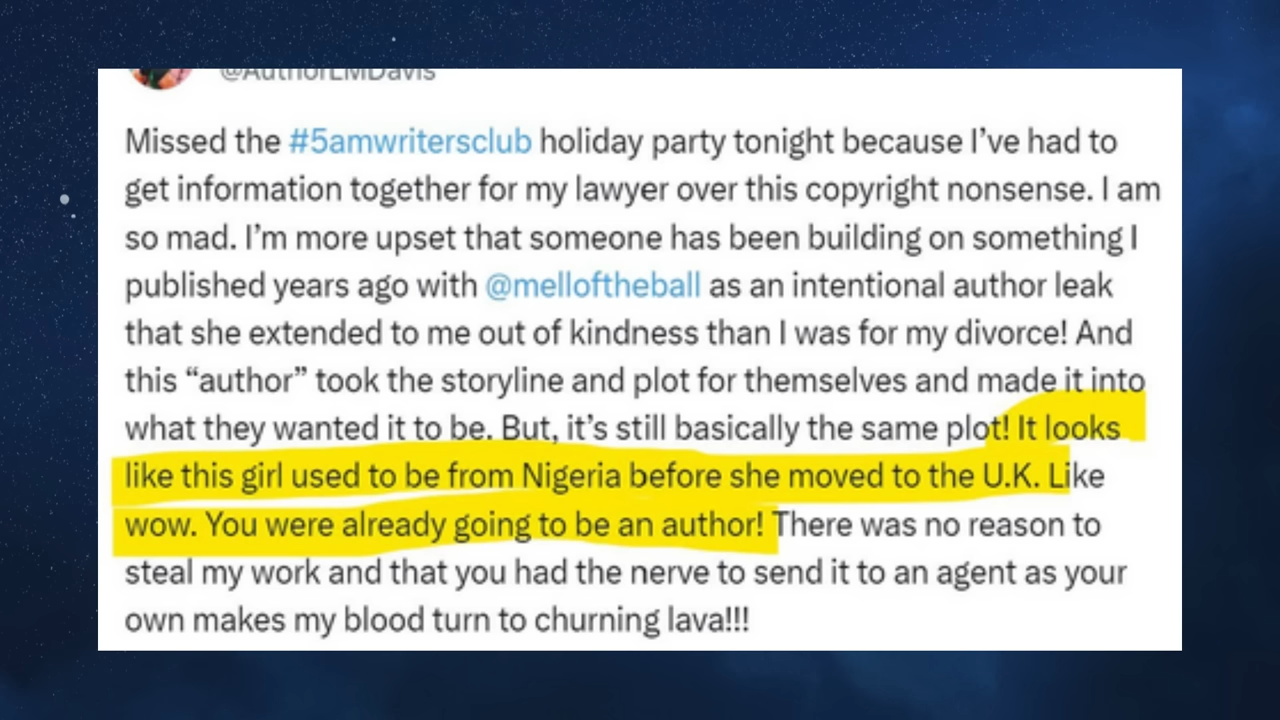 @AuthorLMDavis
Missed the #5amwritersclub holiday party tonight because I’ve had to
get information together for my lawyer over this copyright nonsense. I am
so mad. I’m more upset that someone has been building on something I
published years ago with @melloftheball as an intentional author leak
that she extended to me out of kindness than I was for my divorce! And
this “author” took the storyline and plot for themselves and made it into
what they wanted it to be. But, it’s still basically the same plot! It looks
like this girl used to be from Nigeria before she moved to the U.K. Like
wow. You were already going to be an author! There was no reason to
steal my work and that you had the nerve to send it to an agent as your
own makes my blood turn to churning lava!!!